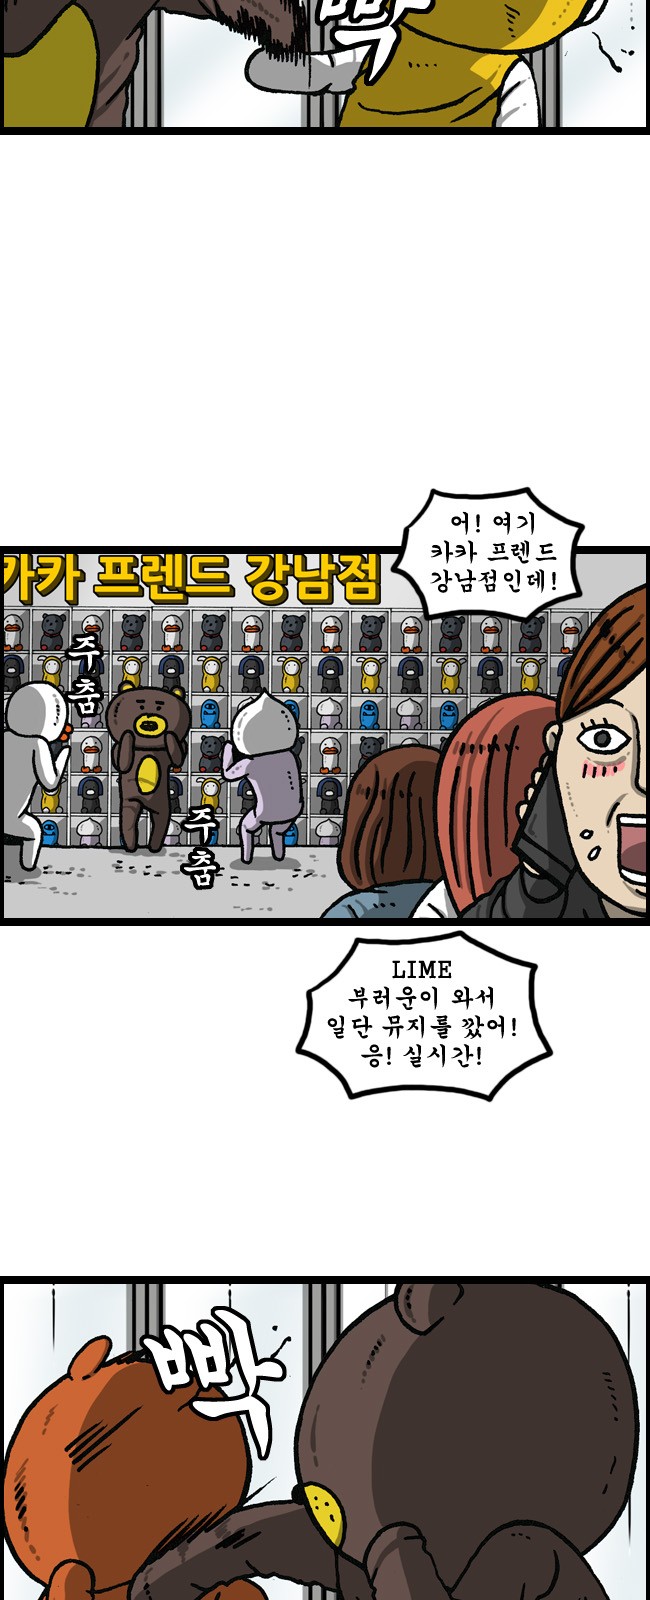 빡
어! 여기
카카 프렌드
강남점인데!
카카 프렌드 강남점
주춤
주춤
LIME
부러운이 와서
일단 뮤지를 깠어!
응! 실시간!
빡